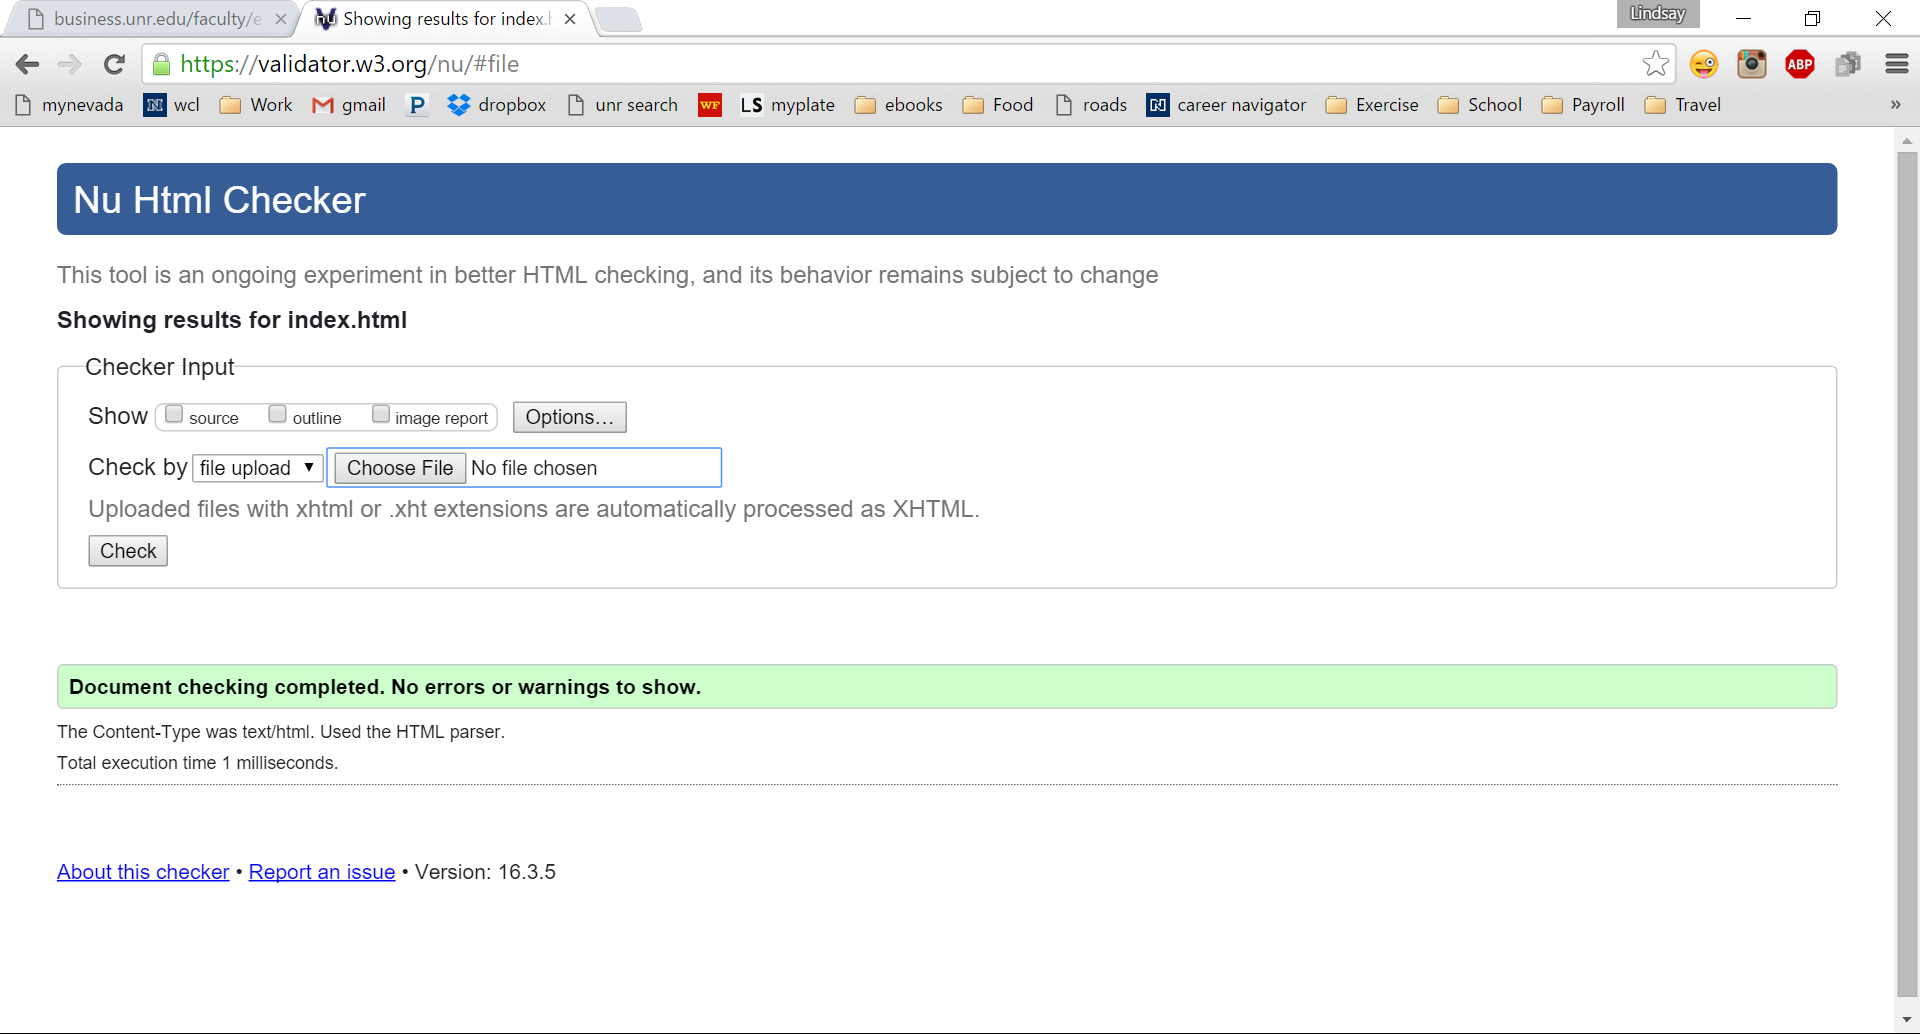 business.unr.edu/faculty/e
Showing results for index.h
Lindsay
https://validator.w3.org/nu/#file
ABP
mynevada wcl Work gmail P dropbox unr search WF LS myplate ebooks Food roads N career navigator Exercise School Payroll Travel »
Nu Html Checker
This tool is an ongoing experiment in better HTML checking, and its behavior remains subject to change
Showing results for index.html
Checker Input
Show source outline image report Options...
Check by file upload Choose File No file chosen
Uploaded files with xhtml or .xht extensions are automatically processed as XHTML.
Check
Document checking completed. No errors or warnings to show.
The Content-Type was text/html. Used the HTML parser.
Total execution time 1 milliseconds.
About this checker • Report an issue • Version: 16.3.5